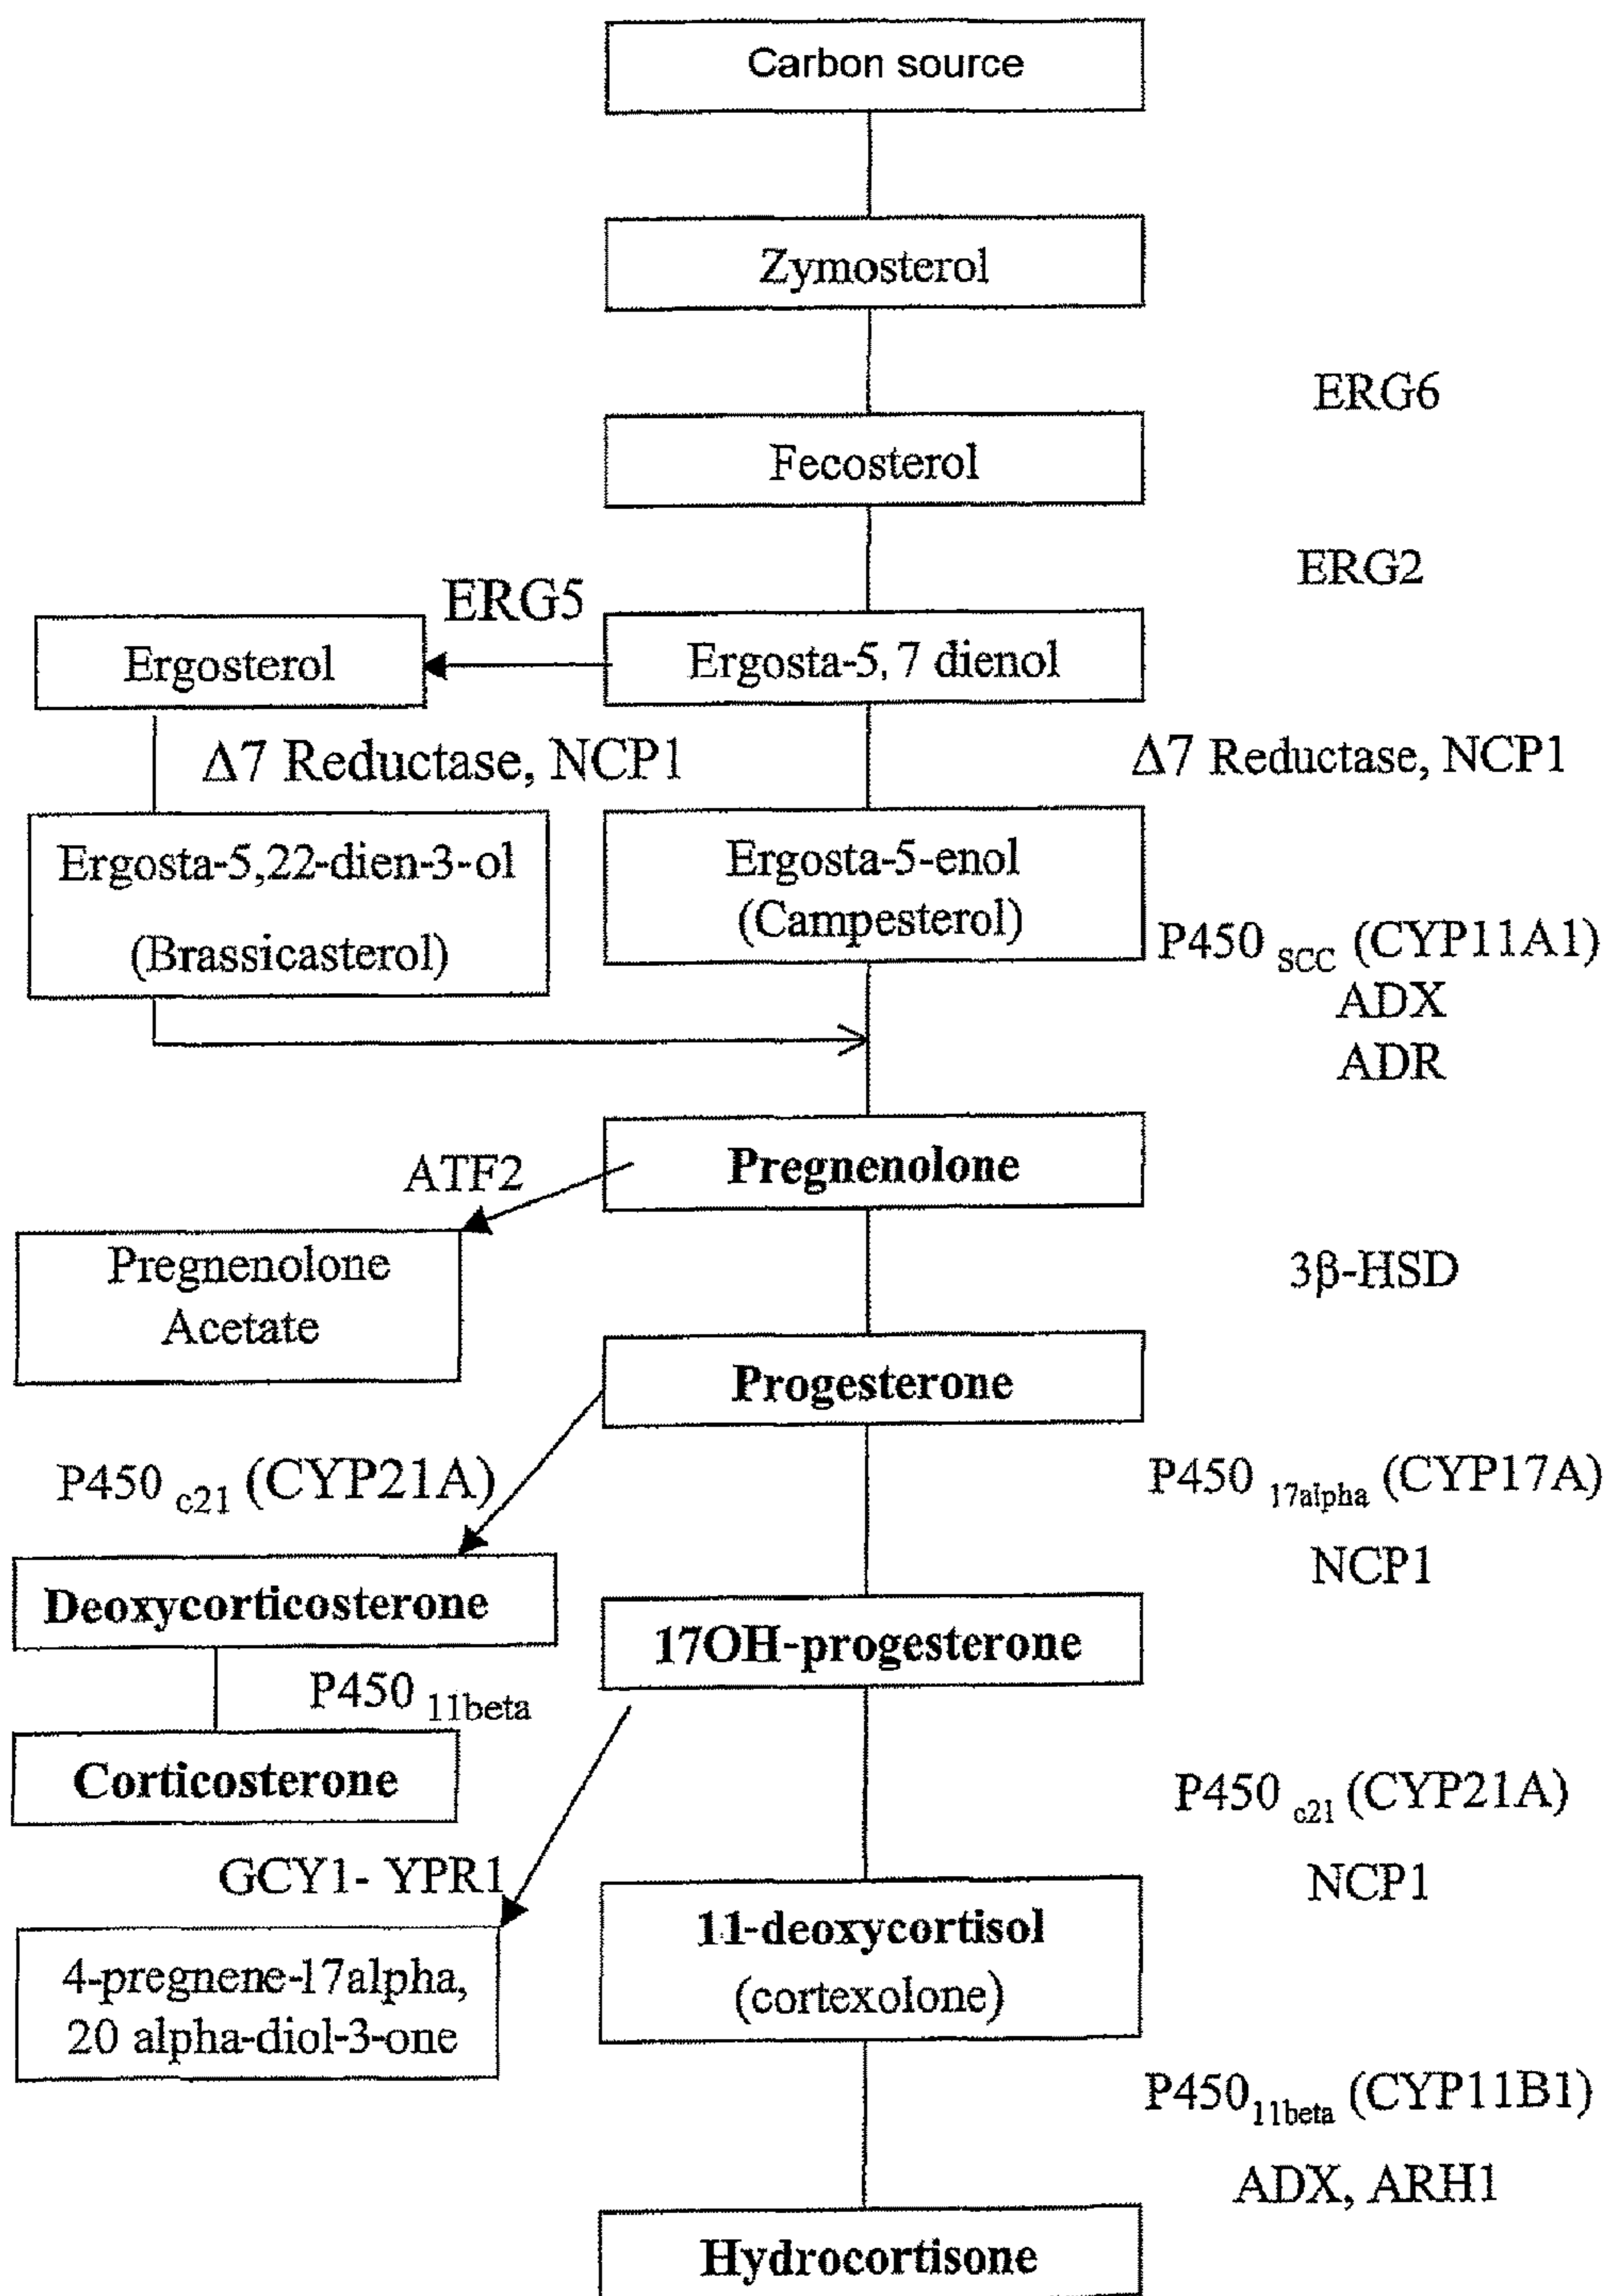 Carbon source
Zymosterol
ERG6
Fecosterol
ERG2
ERG5
Ergosterol
Ergosta-5, 7 dienol
Δ7 Reductase, NCP1
Δ7 Reductase, NCP1
Ergosta-5,22-dien-3-ol
(Brassicasterol)
Ergosta-5-enol
(Campesterol)
P450 SCC (CYP11A1)
ADX
ADR
Pregnenolone
ATF2
Pregnenolone
Acetate
3β-HSD
Progesterone
P450 c21 (CYP21A)
P450 17alpha (CYP17A)
NCP1
Deoxycorticosterone
17OH-progesterone
P450 11beta
Corticosterone
P450 c21 (CYP21A)
NCP1
GCY1- YPR1
4-pregnene-17alpha,
20 alpha-diol-3-one
11-deoxycortisol
(cortexolone)
P450 11beta (CYP11B1)
ADX, ARH1
Hydrocortisone